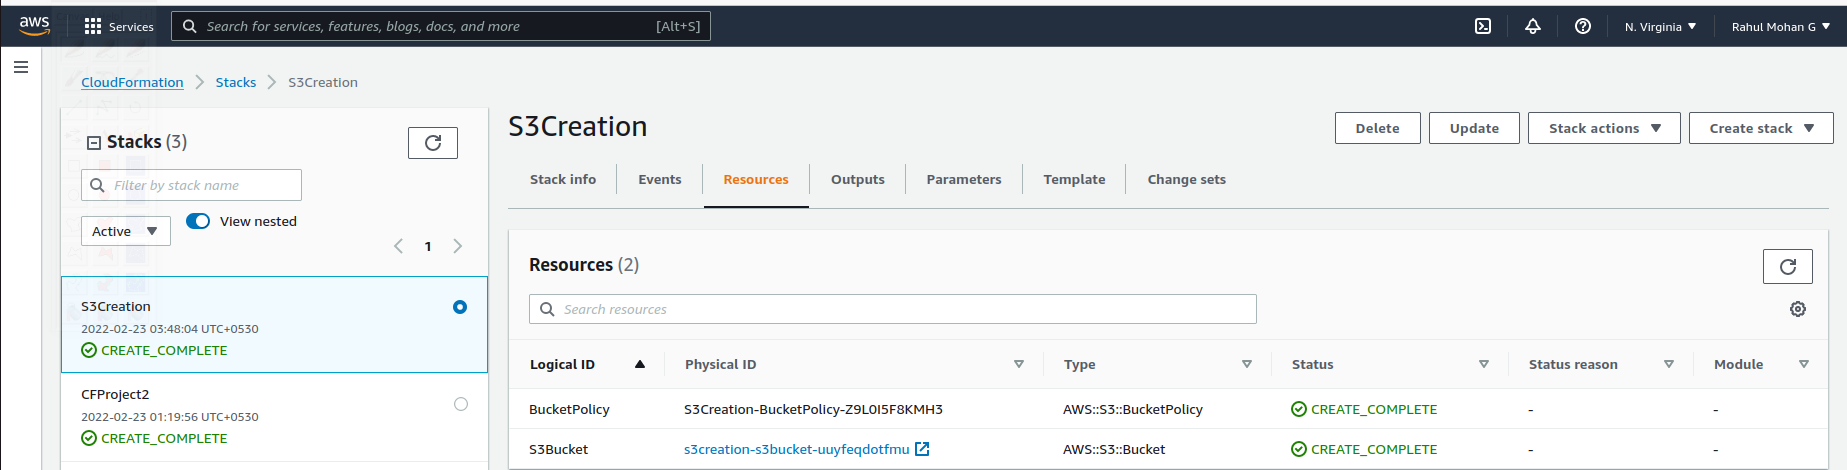 aws Services Search for services, features, blogs, docs, and more [Alt+S] N. Virginia Rahul Mohan G
CloudFormation Stacks S3Creation
Stacks (3)
Filter by stack name
Active View nested
1
S3Creation
2022-02-23 03:48:04 UTC+0530
CREATE_COMPLETE
CFProject2
2022-02-23 01:19:56 UTC+0530
CREATE_COMPLETE
S3Creation
Delete Update Stack actions Create stack
Stack info Events Resources Outputs Parameters Template Change sets
Resources (2)
Search resources
Logical ID Physical ID Type Status Status reason Module
BucketPolicy S3Creation-BucketPolicy-Z9L0I5F8KMH3 AWS::S3::BucketPolicy CREATE_COMPLETE - -
S3Bucket s3creation-s3bucket-uuyfeqdotfmu AWS::S3::Bucket CREATE_COMPLETE - -